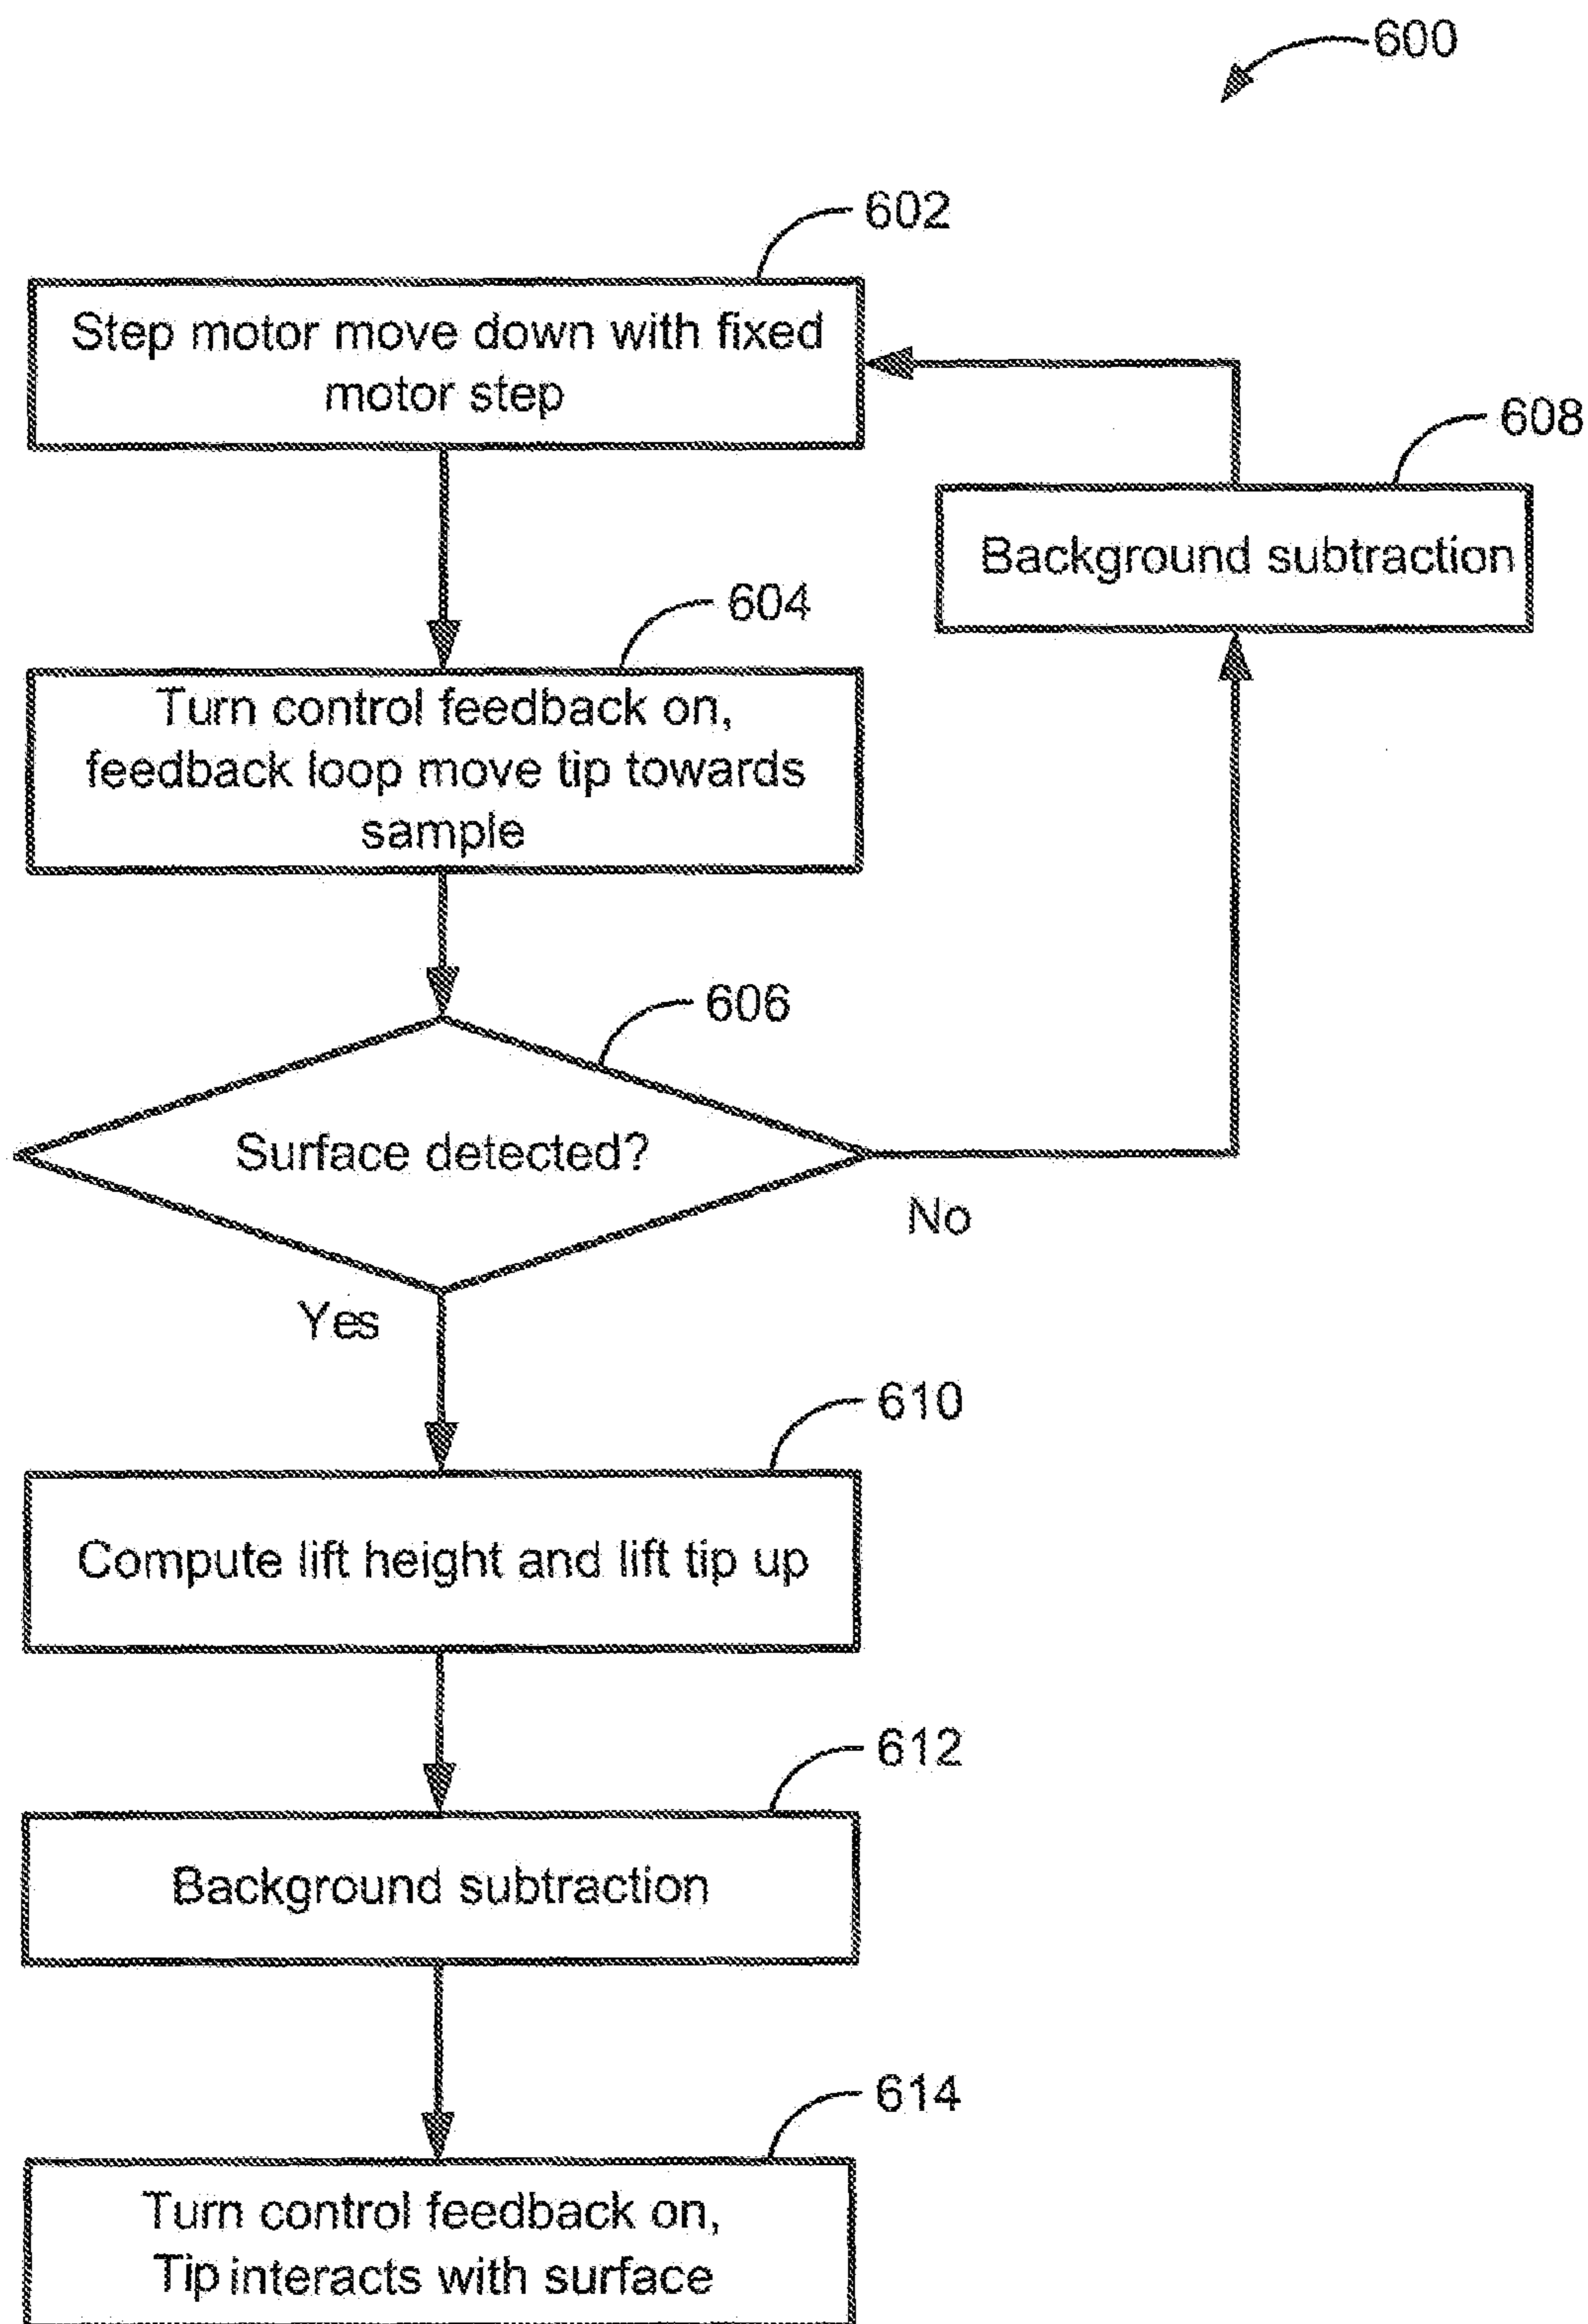 600
602
Step motor move down with fixed
motor step
608
Background subtraction
604
Turn control feedback on,
feedback loop move tip towards
sample
606
Surface detected?
No
Yes
610
Compute lift height and lift tip up
612
Background subtraction
614
Turn control feedback on,
Tip interacts with surface